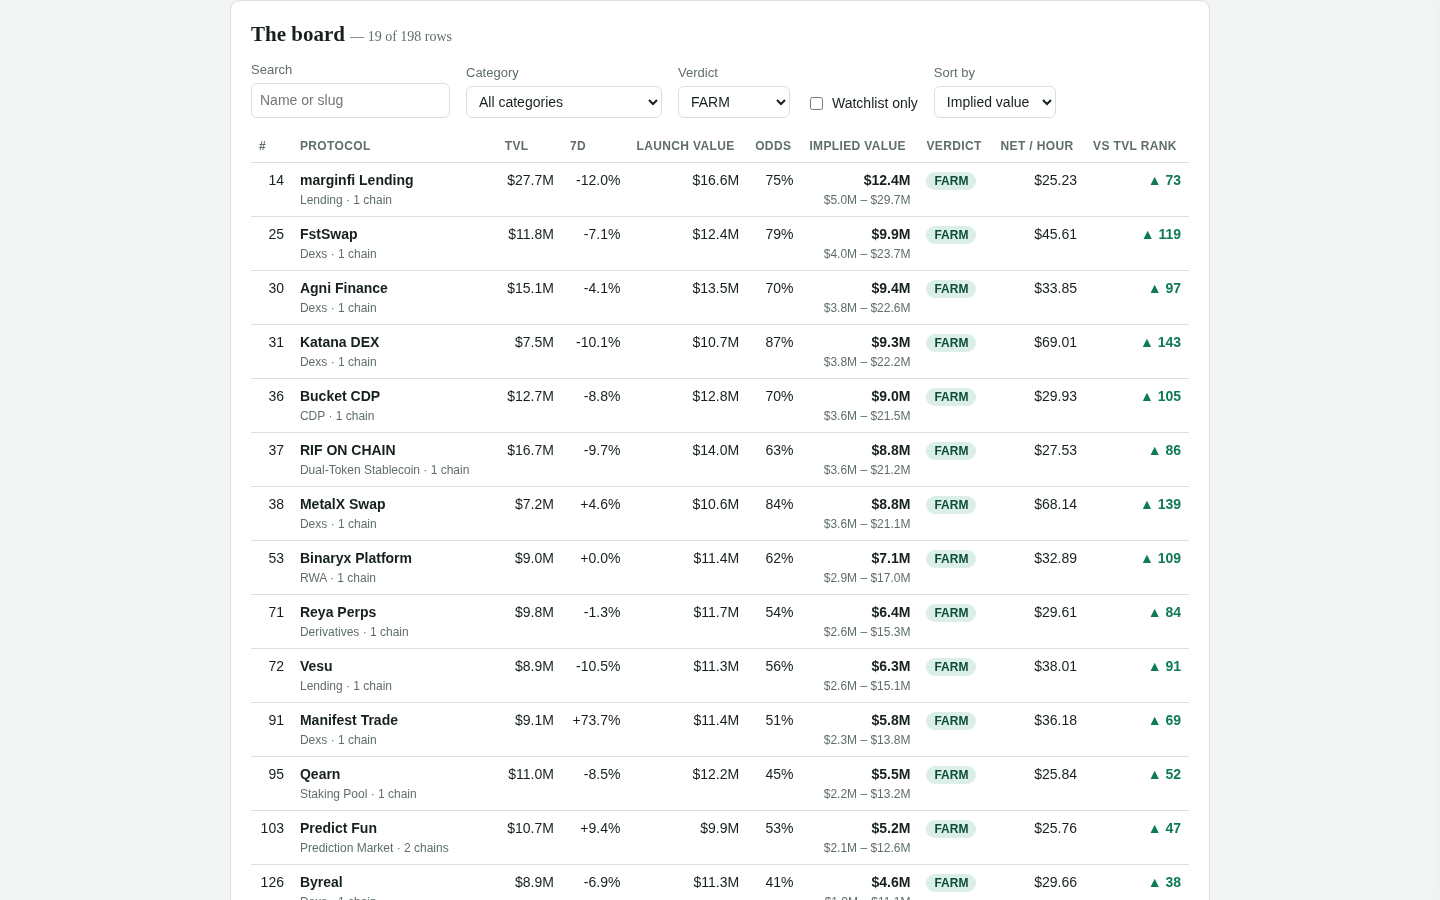 The board — 19 of 198 rows
Search
Category
Verdict
Sort by
Name or slug
All categories
FARM
Watchlist only
Implied value
# PROTOCOL TVL 7D LAUNCH VALUE ODDS IMPLIED VALUE VERDICT NET / HOUR VS TVL RANK
14 marginfi Lending $27.7M -12.0% $16.6M 75% $12.4M FARM $25.23 ▲ 73
Lending · 1 chain $5.0M – $29.7M
25 FstSwap $11.8M -7.1% $12.4M 79% $9.9M FARM $45.61 ▲ 119
Dexs · 1 chain $4.0M – $23.7M
30 Agni Finance $15.1M -4.1% $13.5M 70% $9.4M FARM $33.85 ▲ 97
Dexs · 1 chain $3.8M – $22.6M
31 Katana DEX $7.5M -10.1% $10.7M 87% $9.3M FARM $69.01 ▲ 143
Dexs · 1 chain $3.8M – $22.2M
36 Bucket CDP $12.7M -8.8% $12.8M 70% $9.0M FARM $29.93 ▲ 105
CDP · 1 chain $3.6M – $21.5M
37 RIF ON CHAIN $16.7M -9.7% $14.0M 63% $8.8M FARM $27.53 ▲ 86
Dual-Token Stablecoin · 1 chain $3.6M – $21.2M
38 MetalX Swap $7.2M +4.6% $10.6M 84% $8.8M FARM $68.14 ▲ 139
Dexs · 1 chain $3.6M – $21.1M
53 Binaryx Platform $9.0M +0.0% $11.4M 62% $7.1M FARM $32.89 ▲ 109
RWA · 1 chain $2.9M – $17.0M
71 Reya Perps $9.8M -1.3% $11.7M 54% $6.4M FARM $29.61 ▲ 84
Derivatives · 1 chain $2.6M – $15.3M
72 Vesu $8.9M -10.5% $11.3M 56% $6.3M FARM $38.01 ▲ 91
Lending · 1 chain $2.6M – $15.1M
91 Manifest Trade $9.1M +73.7% $11.4M 51% $5.8M FARM $36.18 ▲ 69
Dexs · 1 chain $2.3M – $13.8M
95 Qearn $11.0M -8.5% $12.2M 45% $5.5M FARM $25.84 ▲ 52
Staking Pool · 1 chain $2.2M – $13.2M
103 Predict Fun $10.7M +9.4% $9.9M 53% $5.2M FARM $25.76 ▲ 47
Prediction Market · 2 chains $2.1M – $12.6M
126 Byreal $8.9M -6.9% $11.3M 41% $4.6M FARM $29.66 ▲ 38